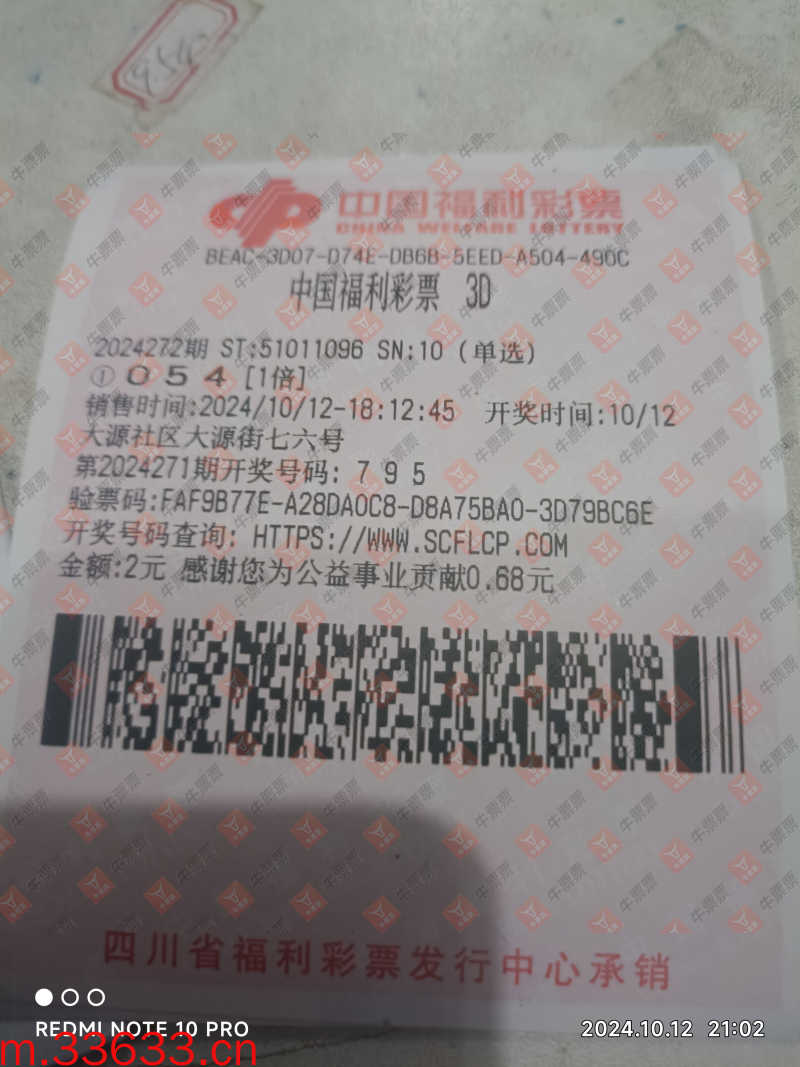 中国福利彩票
CHINA WELFARE LOTTERY
BEAC-3D07-D74E-DB6B-5EED-A504-490C
中国福利彩票 3D
2024272期 ST:51011096 SN:10 (单选)
① 0 5 4 [1倍]
销售时间:2024/10/12-18:12:45 开奖时间:10/12
大源社区大源街七六号
第2024271期开奖号码: 7 9 5
验票码:FAF9B77E-A28DA0C8-D8A75BA0-3D79BC6E
开奖号码查询: HTTPS://WWW.SCFLCP.COM
金额:2元 感谢您为公益事业贡献0.68元
四川省福利彩票发行中心承销
REDMI NOTE 10 PRO
2024.10.12 21:02
m.33633.cn
牛票票